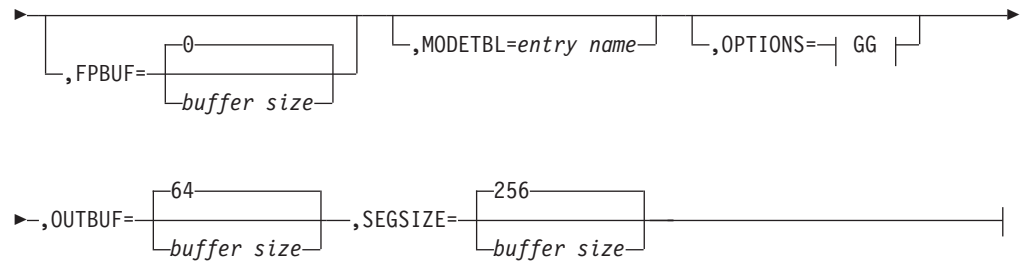 0
,MODETBL=entry name
,OPTIONS= GG
,FPBUF=
buffer size
64
256
,OUTBUF=
,SEGSIZE=
buffer size
buffer size